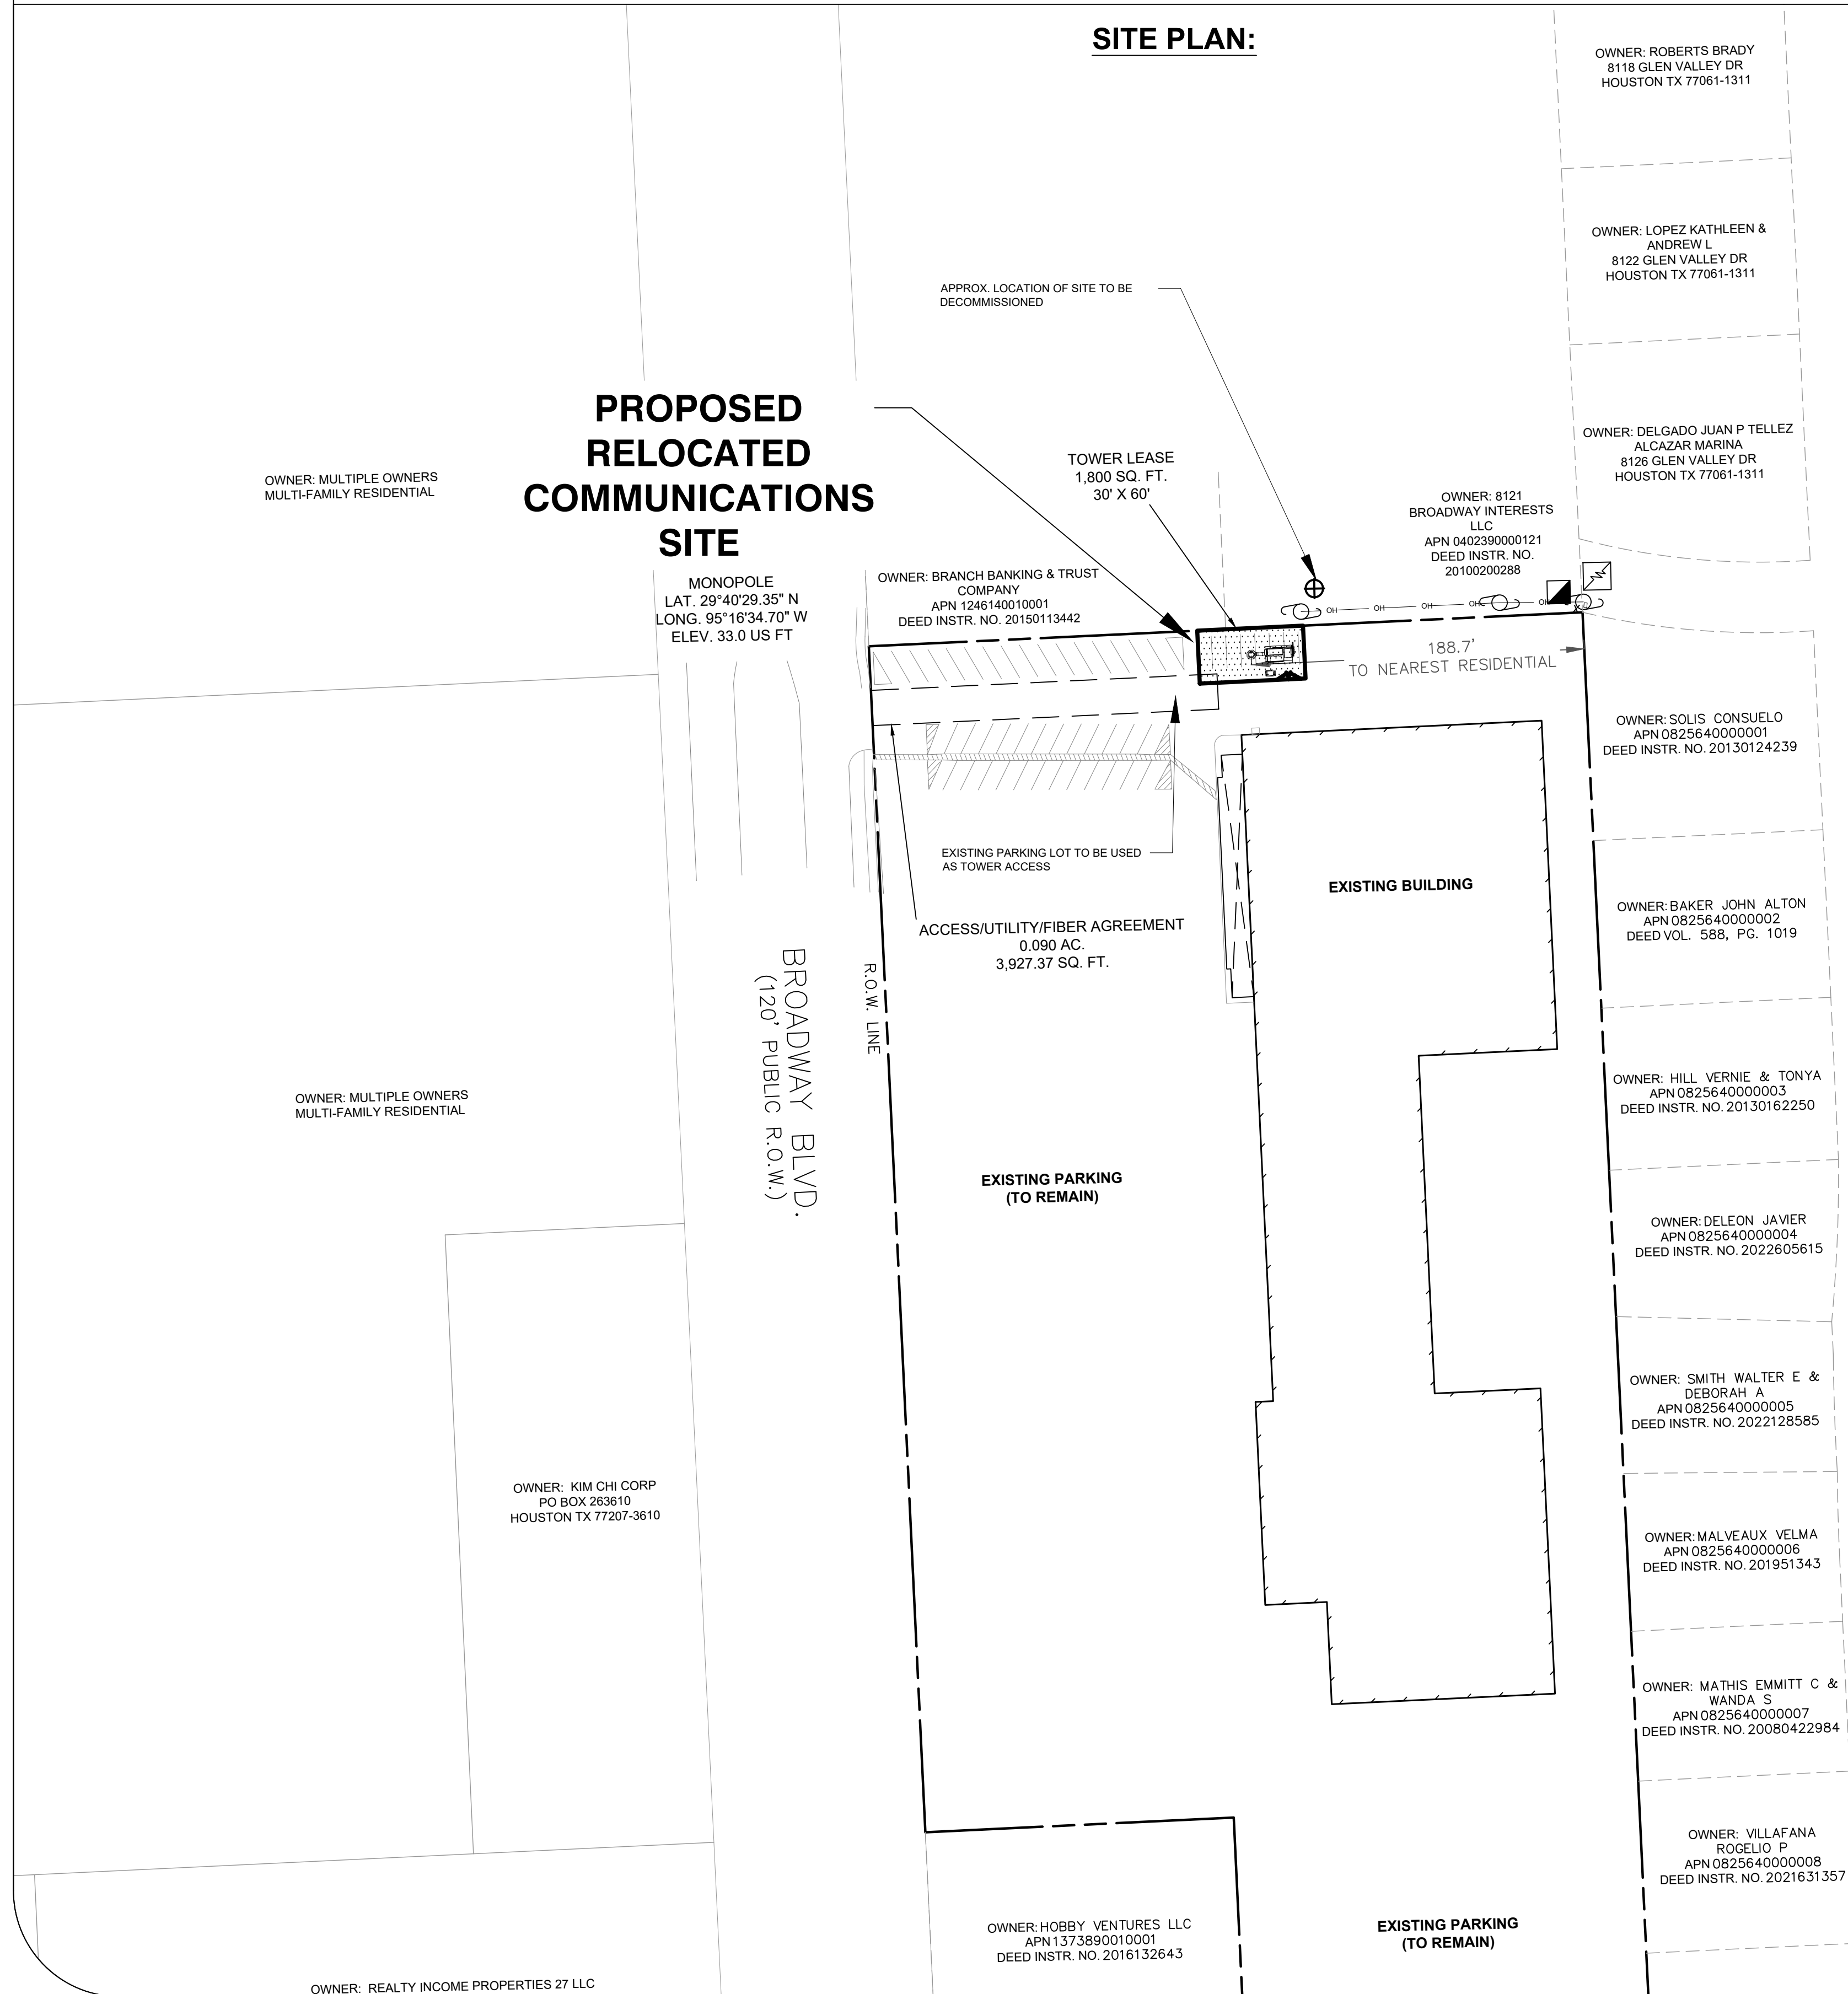 SITE PLAN:
OWNER: ROBERTS BRADY
8118 GLEN VALLEY DR
HOUSTON TX 77061-1311
OWNER: LOPEZ KATHLEEN &
ANDREW L
8122 GLEN VALLEY DR
HOUSTON TX 77061-1311
APPROX. LOCATION OF SITE TO BE
DECOMMISSIONED
PROPOSED
RELOCATED
COMMUNICATIONS
SITE
MONOPOLE
LAT. 29°40'29.35" N
LONG. 95°16'34.70" W
ELEV. 33.0 US FT
OWNER: MULTIPLE OWNERS
MULTI-FAMILY RESIDENTIAL
TOWER LEASE
1,800 SQ. FT.
30' X 60'
OWNER: DELGADO JUAN P TELLEZ
ALCAZAR MARINA
8126 GLEN VALLEY DR
HOUSTON TX 77061-1311
OWNER: 8121
BROADWAY INTERESTS
LLC
APN 0402390000121
DEED INSTR. NO.
20100200288
OWNER: BRANCH BANKING & TRUST
COMPANY
APN 1246140010001
DEED INSTR. NO. 20150113442
OH
OH
OH
OH
OH
188.7'
TO NEAREST RESIDENTIAL
OWNER: SOLIS CONSUELO
APN 0825640000001
DEED INSTR. NO. 20130124239
EXISTING PARKING LOT TO BE USED
AS TOWER ACCESS
EXISTING BUILDING
ACCESS/UTILITY/FIBER AGREEMENT
0.090 AC.
3,927.37 SQ. FT.
OWNER: BAKER JOHN ALTON
APN 0825640000002
DEED VOL. 588, PG. 1019
BROADWAY BLVD.
(120' PUBLIC R.O.W.)
R.O.W. LINE
OWNER: MULTIPLE OWNERS
MULTI-FAMILY RESIDENTIAL
OWNER: HILL VERNIE & TONYA
APN 0825640000003
DEED INSTR. NO. 20130162250
EXISTING PARKING
(TO REMAIN)
OWNER: DELEON JAVIER
APN 0825640000004
DEED INSTR. NO. 2022605615
OWNER: SMITH WALTER E &
DEBORAH A
APN 0825640000005
DEED INSTR. NO. 2022128585
OWNER: KIM CHI CORP
PO BOX 263610
HOUSTON TX 77207-3610
OWNER: MALVEAUX VELMA
APN 0825640000006
DEED INSTR. NO. 201951343
OWNER: MATHIS EMMITT C &
WANDA S
APN 0825640000007
DEED INSTR. NO. 20080422984
OWNER: VILLAFANA
ROGELIO P
APN 0825640000008
DEED INSTR. NO. 2021631357
OWNER: HOBBY VENTURES LLC
APN 1373890010001
DEED INSTR. NO. 2016132643
EXISTING PARKING
(TO REMAIN)
OWNER: REALTY INCOME PROPERTIES 27 LLC